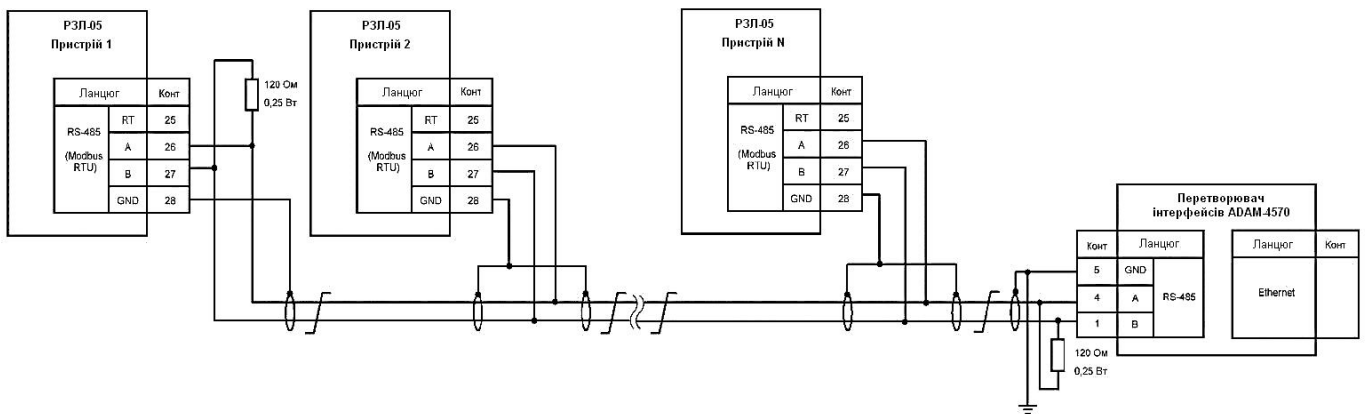 РЗЛ-05
Пристрій 1
Ланцюг Конт
RS-485
(Modbus
RTU)
RT 25
A 26
B 27
GND 28
120 Ом
0,25 Вт
РЗЛ-05
Пристрій 2
Ланцюг Конт
RS-485
(Modbus
RTU)
RT 25
A 26
B 27
GND 28
РЗЛ-05
Пристрій N
Ланцюг Конт
RS-485
(Modbus
RTU)
RT 25
A 26
B 27
GND 28
Перетворювач
інтерфейсів ADAM-4570
Конт Ланцюг
5 GND
4 A
1 B
RS-485
Ланцюг Конт
Ethernet
120 Ом
0,25 Вт